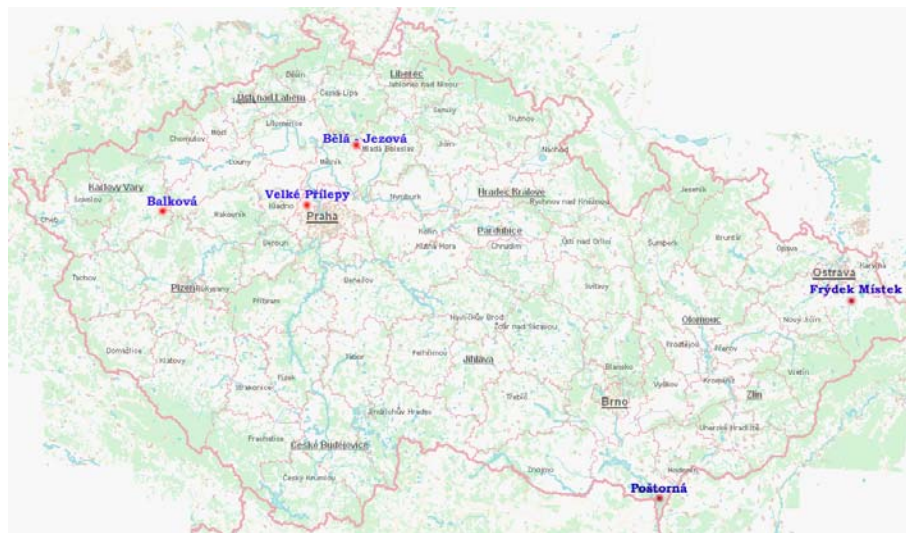 Děčín
Liberec
Jablonec nad Nisou
Ústí nad Labem
Česká Lípa
Semily
Litoměřice
Trutnov
Most
Bělá - Jezová
Chomutov
Mladá Boleslav
Jičín
Náchod
Louny
Mělník
Karlovy Vary
Sokolov
Balková
Velké Přílepy
Nymburk
Hradec Králové
Rychnov nad Kněžnou
Jeseník
Cheb
Rakovník
Kladno
Praha
Kolín
Pardubice
Beroun
Kutná Hora
Chrudim
Ústí nad Orlicí
Šumperk
Bruntál
Opava
Karviná
Tachov
Ostrava
Benešov
Plzeň
Rokycany
Svitavy
Frýdek Místek
Příbram
Havlíčkův Brod
Žďár nad Sázavou
Olomouc
Nový Jičín
Domažlice
Klatovy
Tábor
Pelhřimov
Jihlava
Prostějov
Přerov
Blansko
Vsetín
Písek
Strakonice
Třebíč
Vyškov
Kroměříž
Brno
Zlín
Jindřichův Hradec
Prachatice
České Budějovice
Uherské Hradiště
Český Krumlov
Znojmo
Hodonín
Poštorná